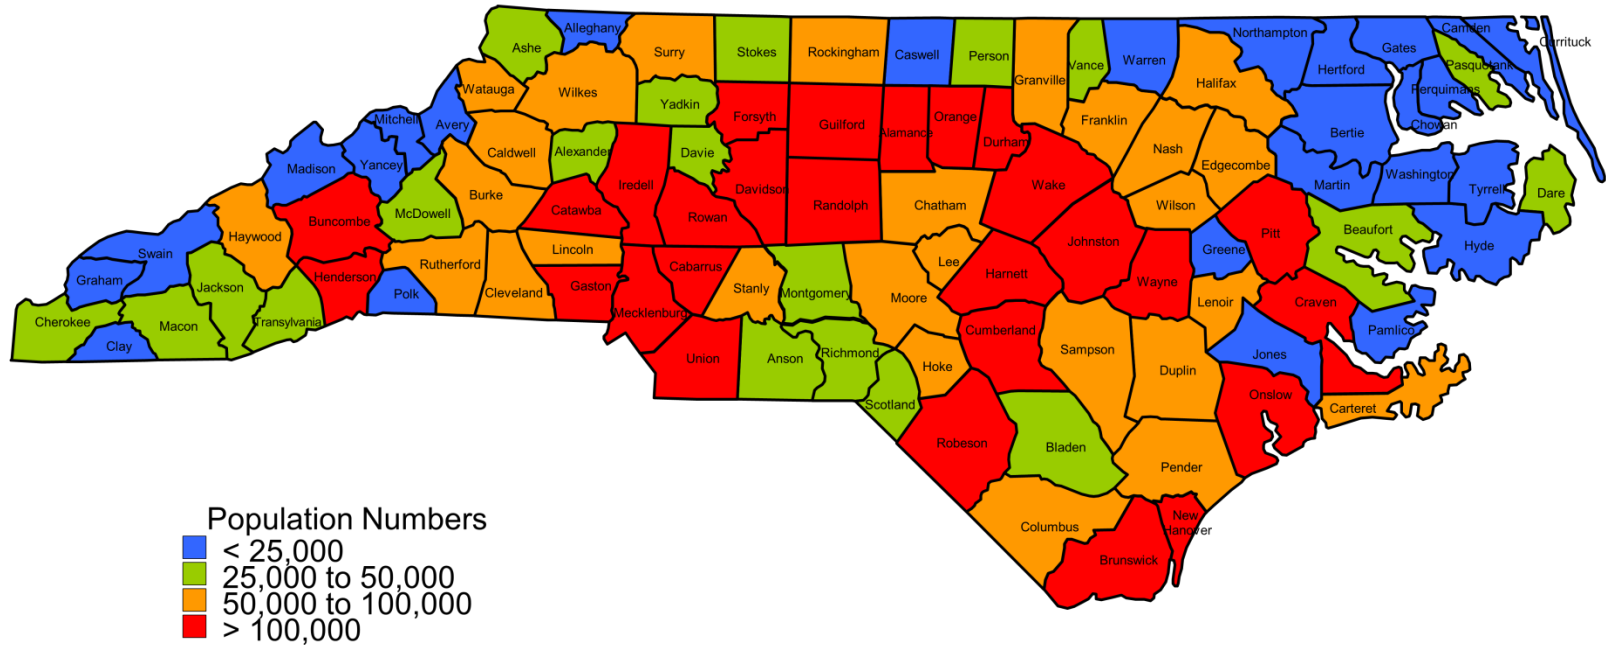 Alleghany
Ashe
Surry
Stokes
Rockingham
Caswell
Person
Granville
Vance
Warren
Northampton
Gates
Camden
Currituck
Hertford
Pasquotank
Perquimans
Chowan
Halifax
Bertie
Watauga
Wilkes
Yadkin
Forsyth
Guilford
Alamance
Orange
Durham
Franklin
Nash
Edgecombe
Martin
Washington
Tyrrell
Dare
Mitchell
Avery
Caldwell
Alexander
Davie
Iredell
Davidson
Randolph
Chatham
Wake
Wilson
Madison
Yancey
McDowell
Burke
Catawba
Rowan
Johnston
Greene
Pitt
Beaufort
Hyde
Buncombe
Haywood
Swain
Graham
Jackson
Henderson
Rutherford
Lincoln
Cabarrus
Lee
Harnett
Wayne
Lenoir
Craven
Pamlico
Polk
Cleveland
Gaston
Stanly
Montgomery
Moore
Cherokee
Macon
Transylvania
Clay
Mecklenburg
Union
Anson
Richmond
Scotland
Hoke
Cumberland
Sampson
Duplin
Jones
Onslow
Carteret
Robeson
Bladen
Pender
Columbus
New
Hanover
Brunswick
Population Numbers
< 25,000
25,000 to 50,000
50,000 to 100,000
> 100,000